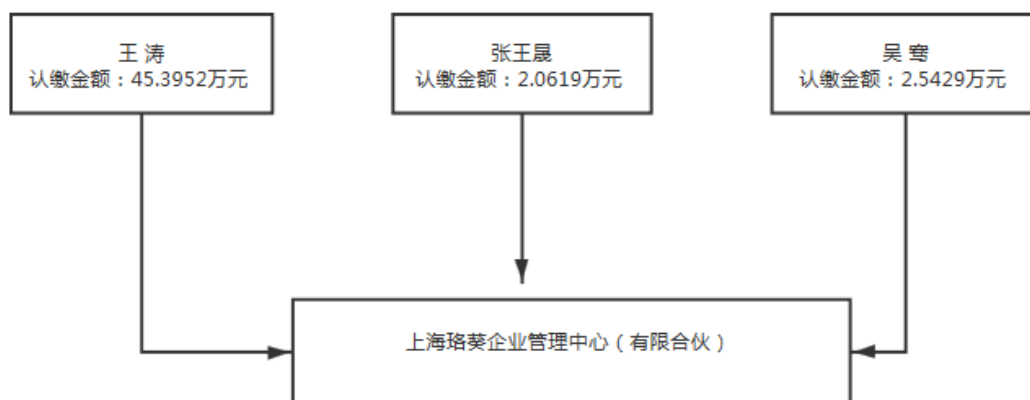 王 涛
认缴金额：45.3952万元
张王晟
认缴金额：2.0619万元
吴 骞
认缴金额：2.5429万元
上海珞葵企业管理中心（有限合伙）